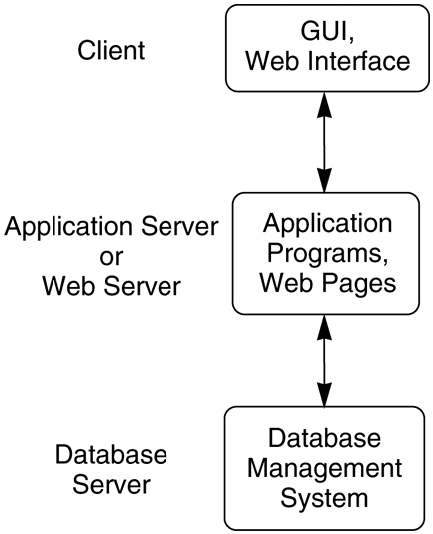 Client
GUI,
Web Interface
Application Server
or
Web Server
Application
Programs,
Web Pages
Database
Server
Database
Management
System